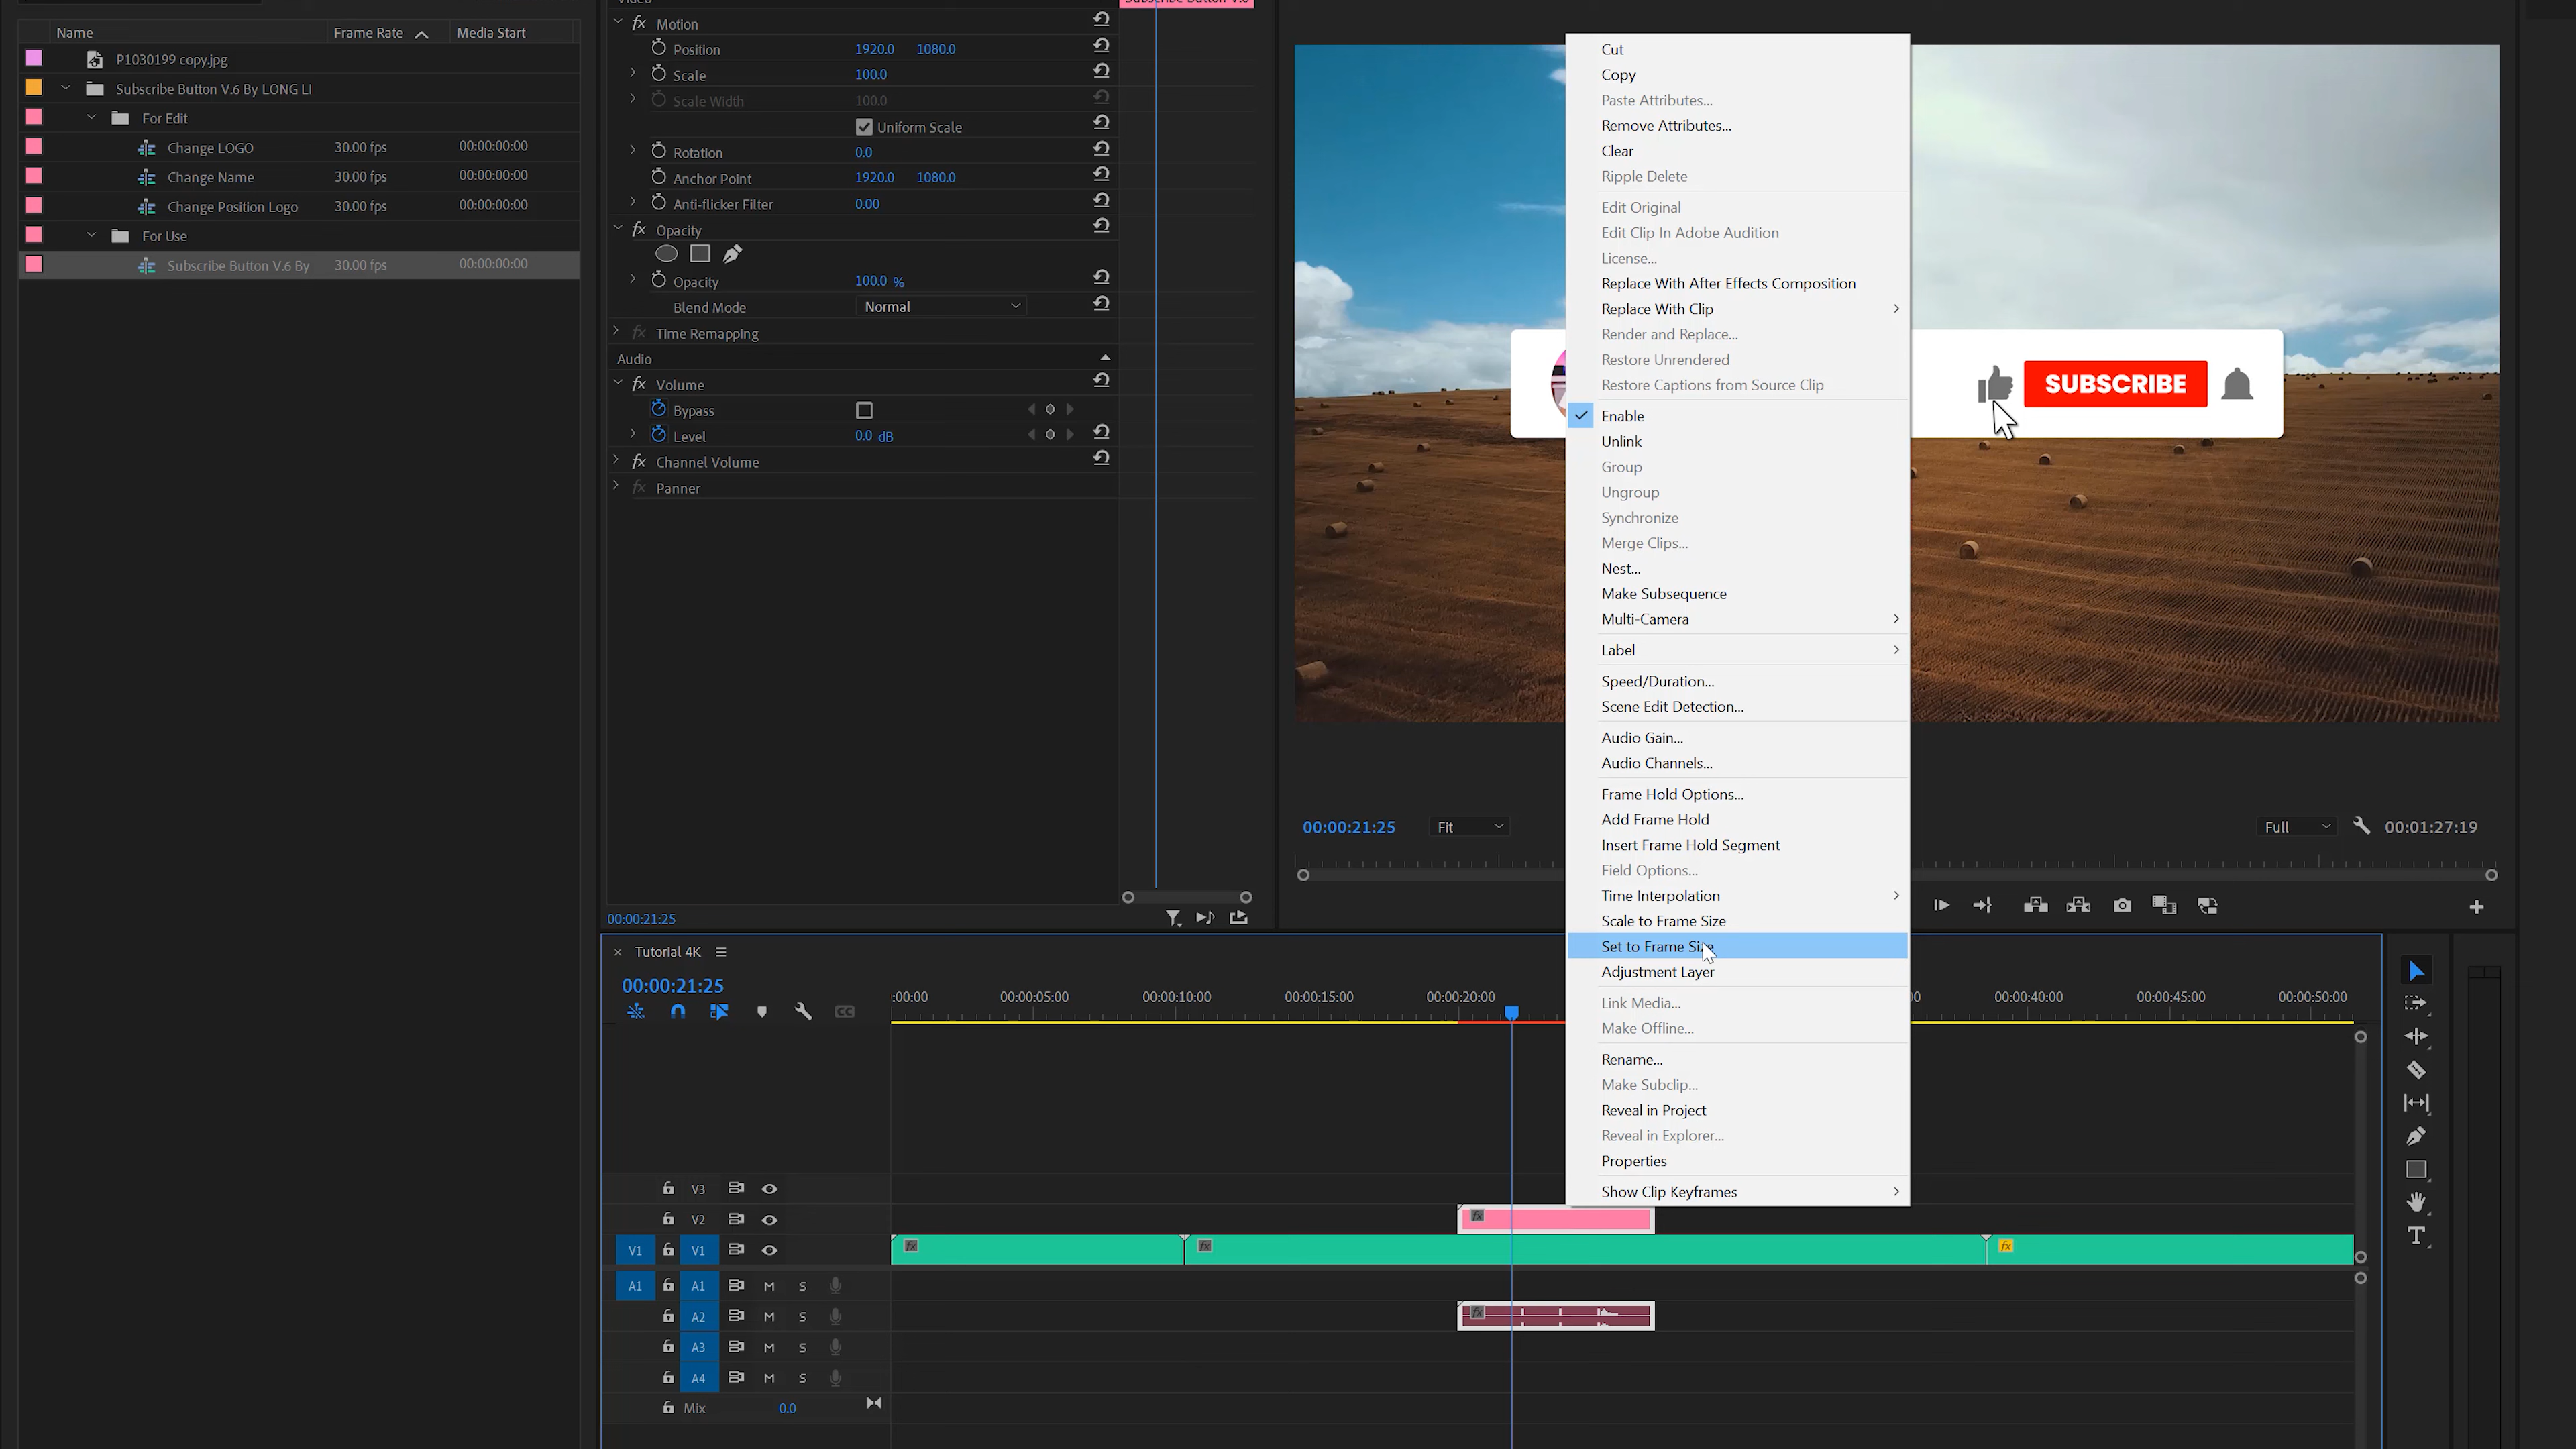 Name Frame Rate Media Start
P1030199 copy.jpg
Subscribe Button V.6 By LONG LI
For Edit
Change LOGO 30.00 fps 00:00:00:00
Change Name 30.00 fps 00:00:00:00
Change Position Logo 30.00 fps 00:00:00:00
For Use
Subscribe Button V.6 By 30.00 fps 00:00:00:00
fx Motion
Position 1920.0 1080.0
Scale 100.0
Scale Width 100.0
Uniform Scale
Rotation 0.0
Anchor Point 1920.0 1080.0
Anti-flicker Filter 0.00
fx Opacity
Opacity 100.0 %
Blend Mode Normal
fx Time Remapping
Audio
fx Volume
Bypass
Level 0.0 dB
fx Channel Volume
fx Panner
00:00:21:25
Cut
Copy
Paste Attributes...
Remove Attributes...
Clear
Ripple Delete
Edit Original
Edit Clip In Adobe Audition
License...
Replace With After Effects Composition
Replace With Clip
Render and Replace...
Restore Unrendered
Restore Captions from Source Clip
Enable
Unlink
Group
Ungroup
Synchronize
Merge Clips...
Nest...
Make Subsequence
Multi-Camera
Label
Speed/Duration...
Scene Edit Detection...
Audio Gain...
Audio Channels...
Frame Hold Options...
Add Frame Hold
Insert Frame Hold Segment
Field Options...
Time Interpolation
Scale to Frame Size
Set to Frame Size
Adjustment Layer
Link Media...
Make Offline...
Rename...
Make Subclip...
Reveal in Project
Reveal in Explorer...
Properties
Show Clip Keyframes
SUBSCRIBE
00:00:21:25 Fit Full 00:01:27:19
Tutorial 4K
00:00:21:25
:00:00 00:00:05:00 00:00:10:00 00:00:15:00 00:00:20:00 00:00:40:00 00:00:45:00 00:00:50:00
CC
V3
V2 fx
V1 V1 fx fx fx
A1 A1 M S
A2 M S fx
A3 M S
A4 M S
Mix 0.0
T